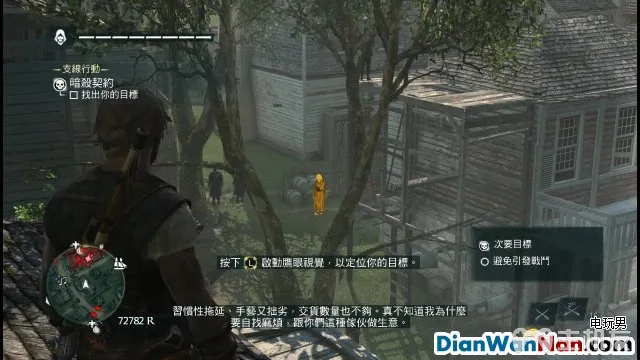 支線行動
暗殺契約
找出你的目標
按下 L 啟動鷹眼視覺，以定位你的目標。
次要目標
避免引發戰鬥
72782 R
習慣性拖延、手藝又拙劣，交貨數量也不夠。真不知道我為什麼
要自找麻煩，跟你們這種傢伙做生意。
电玩男
DianWanNan.com